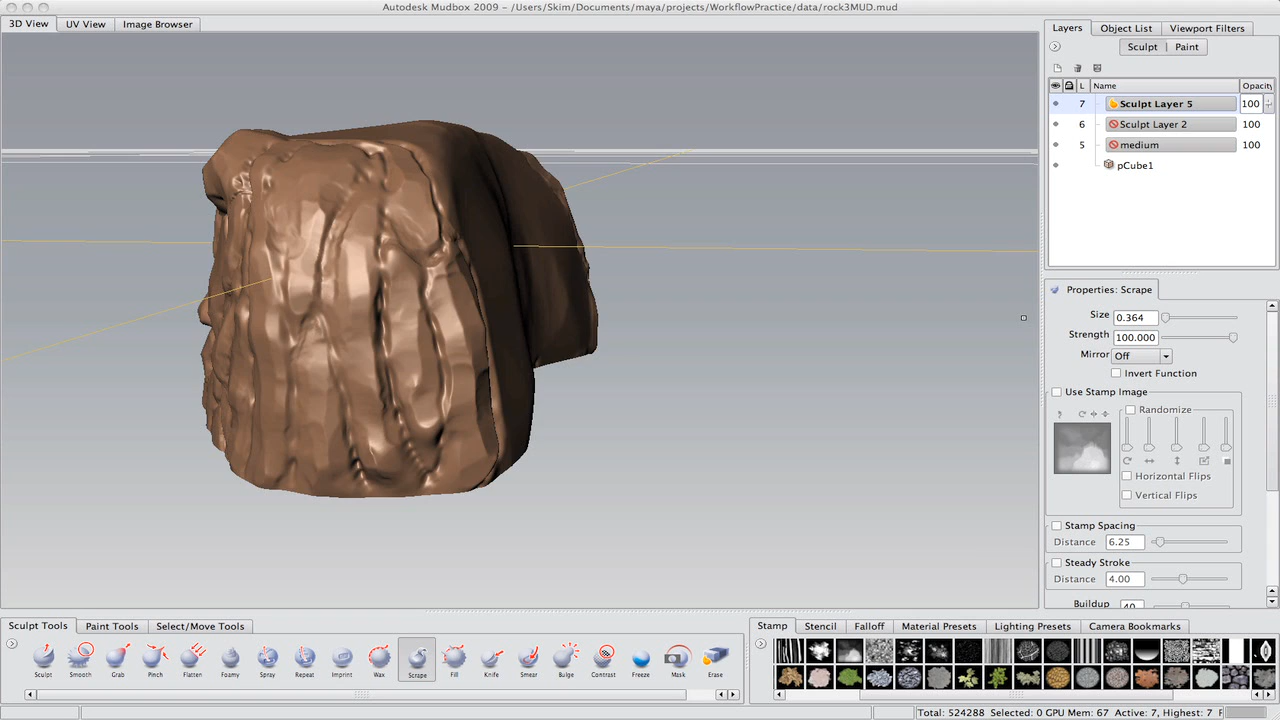 Autodesk Mudbox 2009 - /Users/Skim/Documents/maya/projects/WorkflowPractice/data/rock3MUD.mud
3D View UV View Image Browser
Layers Object List Viewport Filters
Sculpt Paint
L Name Opacity
7 Sculpt Layer 5 100
6 Sculpt Layer 2 100
5 medium 100
pCube1
Properties: Scrape
Size 0.364
Strength 100.000
Mirror Off
Invert Function
Use Stamp Image
? Randomize
Horizontal Flips
Vertical Flips
Stamp Spacing
Distance 6.25
Steady Stroke
Distance 4.00
Buildup 40
Sculpt Tools Paint Tools Select/Move Tools
Stamp Stencil Falloff Material Presets Lighting Presets Camera Bookmarks
Sculpt Smooth Grab Pinch Flatten Foamy Spray Repeat Imprint Wax Scrape Fill Knife Smear Bulge Contrast Freeze Mask Erase
Total: 524288 Selected: 0 GPU Mem: 67 Active: 7, Highest: 7 F